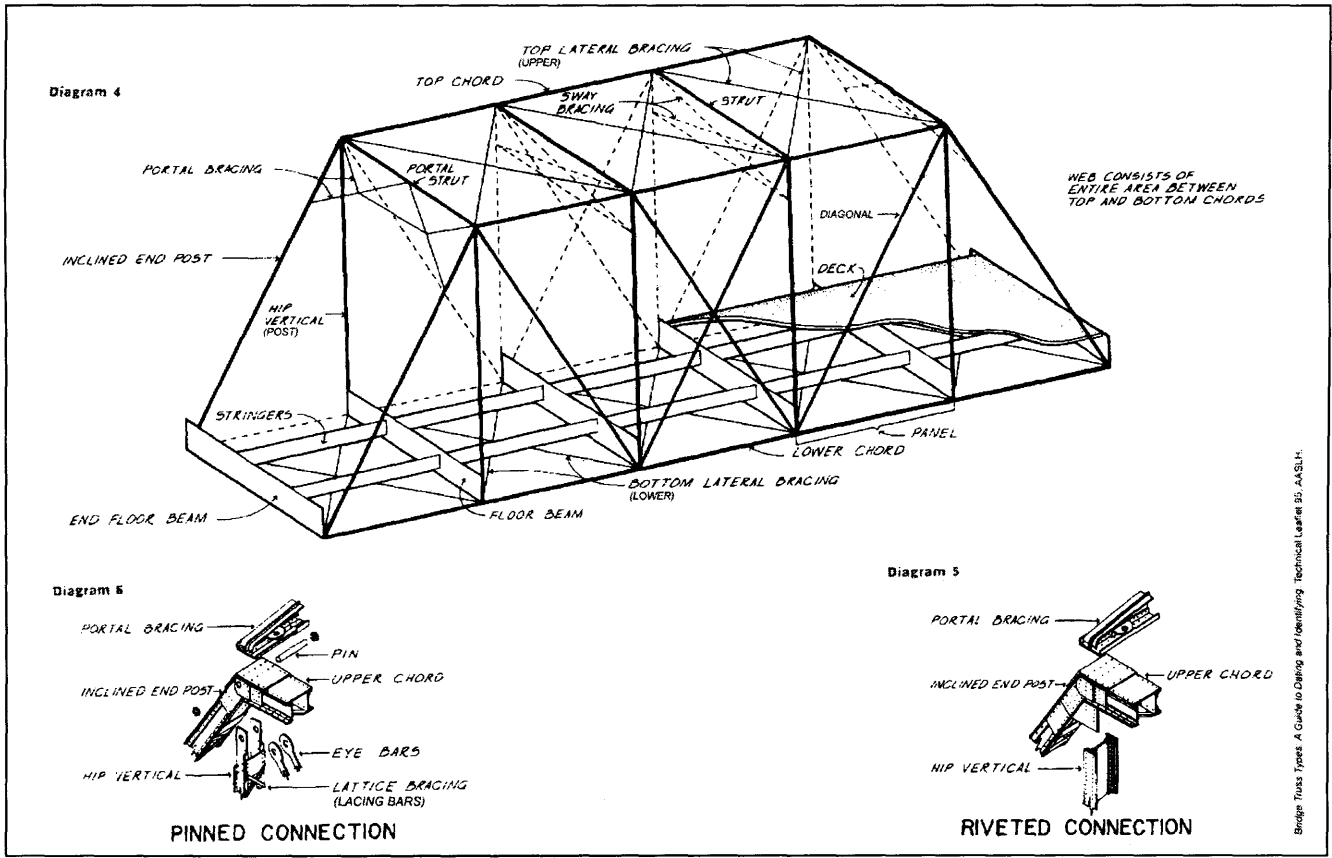 Diagram 4
TOP LATERAL BRACING
(UPPER)
TOP CHORD
SWAY
BRACING
STRUT
PORTAL BRACING
PORTAL
STRUT
WEB CONSISTS OF
ENTIRE AREA BETWEEN
TOP AND BOTTOM CHORDS
DIAGONAL
INCLINED END POST
DECK
HIP
VERTICAL
(POST)
STRINGERS
PANEL
LOWER CHORD
BOTTOM LATERAL BRACING
(LOWER)
FLOOR BEAM
END FLOOR BEAM
Diagram 6
PORTAL BRACING
PIN
UPPER CHORD
INCLINED END POST
EYE BARS
HIP VERTICAL
LATTICE BRACING
(LACING BARS)
PINNED CONNECTION
Diagram 5
PORTAL BRACING
UPPER CHORD
INCLINED END POST
HIP VERTICAL
RIVETED CONNECTION
Bridge Truss Types: A Guide to Dating and Identifying. Technical Leaflet 95, AASLH.